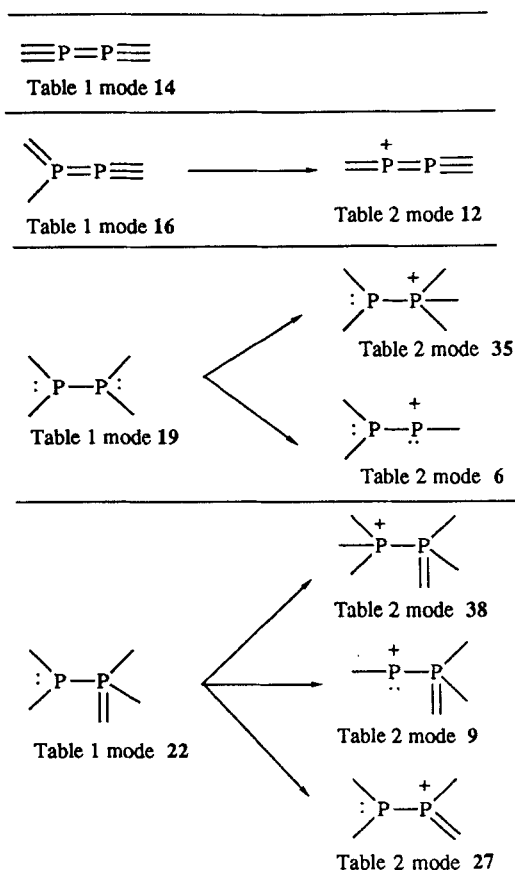 ≡P=P≡
Table 1 mode 14
P=P≡
+
=P=P≡
Table 1 mode 16
Table 2 mode 12
+
: P—P
Table 2 mode 35
: P—P :
Table 1 mode 19
+
: P—P
..
Table 2 mode 6
+
P—P
Table 2 mode 38
+
: P—P
P—P
..
Table 1 mode 22
Table 2 mode 9
+
: P—P
Table 2 mode 27